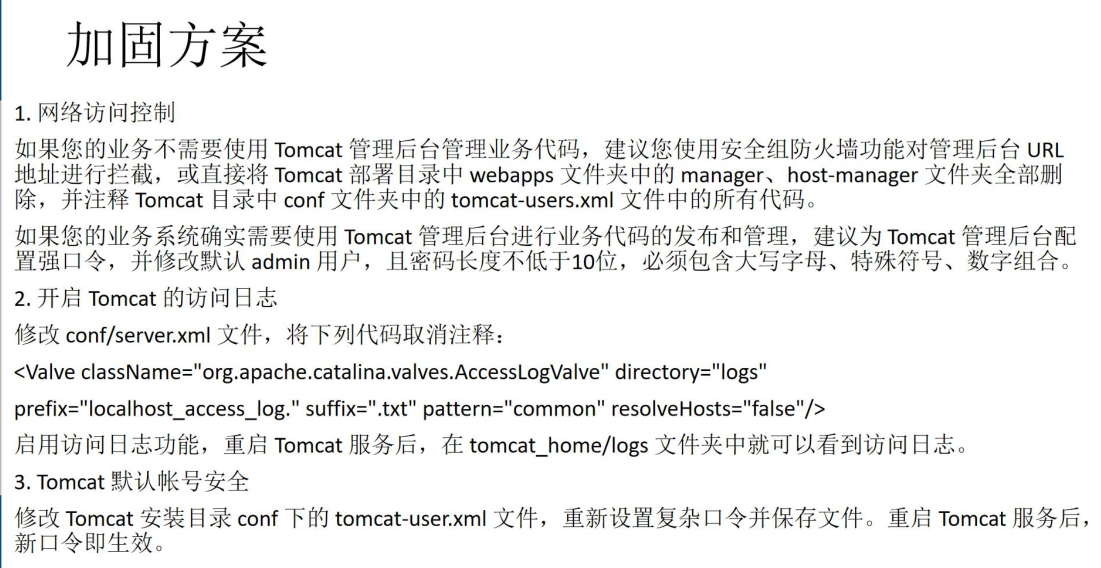 加固方案
1. 网络访问控制
如果您的业务不需要使用 Tomcat 管理后台管理业务代码，建议您使用安全组防火墙功能对管理后台 URL
地址进行拦截，或直接将 Tomcat 部署目录中 webapps 文件夹中的 manager、host-manager 文件夹全部删
除，并注释 Tomcat 目录中 conf 文件夹中的 tomcat-users.xml 文件中的所有代码。
如果您的业务系统确实需要使用 Tomcat 管理后台进行业务代码的发布和管理，建议为 Tomcat 管理后台配
置强口令，并修改默认 admin 用户，且密码长度不低于10位，必须包含大写字母、特殊符号、数字组合。
2. 开启 Tomcat 的访问日志
修改 conf/server.xml 文件，将下列代码取消注释：
<Valve className="org.apache.catalina.valves.AccessLogValve" directory="logs"
prefix="localhost_access_log." suffix=".txt" pattern="common" resolveHosts="false"/>
启用访问日志功能，重启 Tomcat 服务后，在 tomcat_home/logs 文件夹中就可以看到访问日志。
3. Tomcat 默认帐号安全
修改 Tomcat 安装目录 conf 下的 tomcat-user.xml 文件，重新设置复杂口令并保存文件。重启 Tomcat 服务后，
新口令即生效。